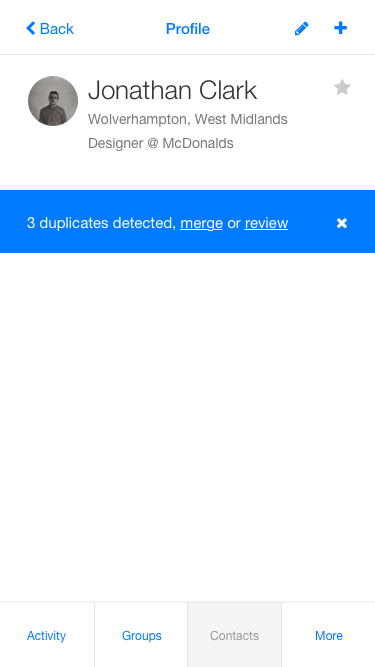 Back Profile
Jonathan Clark
Wolverhampton, West Midlands
Designer @ McDonalds
3 duplicates detected, merge or review
Activity Groups Contacts More